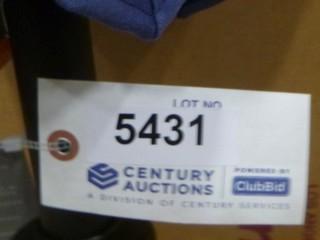 LOT NO
5431
CENTURY AUCTIONS
POWERED BY
ClubBid
A DIVISION OF CENTURY SERVICES